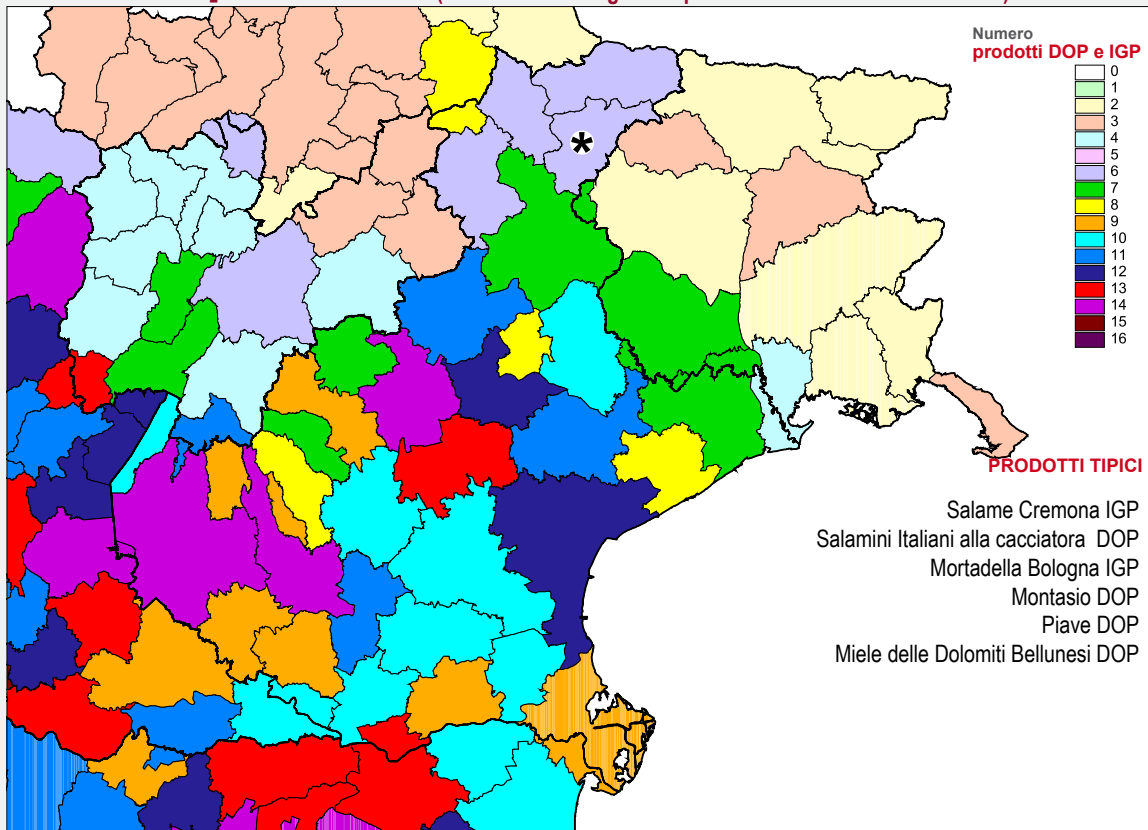 Numero
prodotti DOP e IGP
0
1
2
3
4
5
6
7
8
9
10
11
12
13
14
15
16
*
PRODOTTI TIPICI
Salame Cremona IGP
Salamini Italiani alla cacciatora DOP
Mortadella Bologna IGP
Montasio DOP
Piave DOP
Miele delle Dolomiti Bellunesi DOP